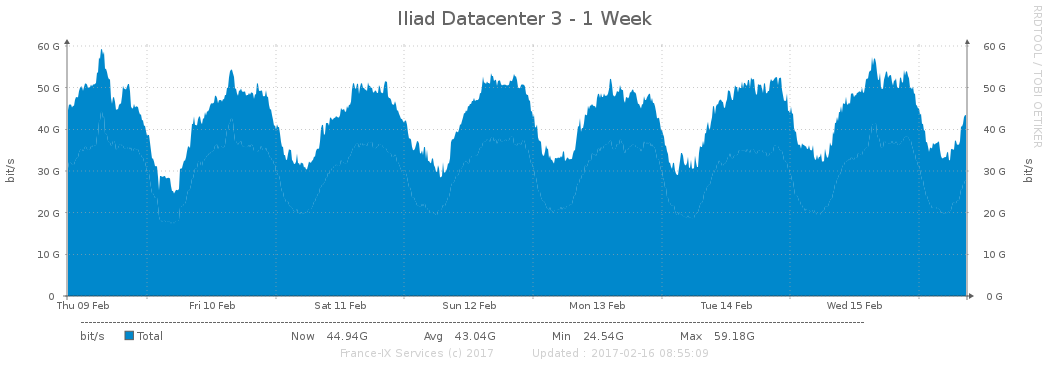 Iliad Datacenter 3 - 1 Week
RRDTOOL / TOBI OETIKER
60 G 60 G
50 G 50 G
40 G 40 G
30 G 30 G
20 G 20 G
10 G 10 G
0 0 G
bit/s bit/s
Thu 09 Feb Fri 10 Feb Sat 11 Feb Sun 12 Feb Mon 13 Feb Tue 14 Feb Wed 15 Feb
bit/s Total Now 44.94G Avg 43.04G Min 24.54G Max 59.18G
France-IX Services (c) 2017 Updated : 2017-02-16 08:55:09